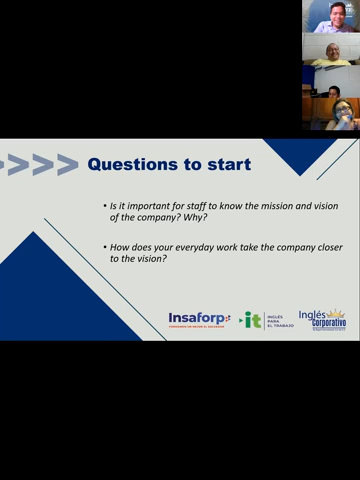 >>>> Questions to start
• Is it important for staff to know the mission and vision
of the company? Why?
• How does your everyday work take the company closer
to the vision?
Insaforp
it
INGLÉS
PARA
EL TRABAJO
Inglés
corporativo